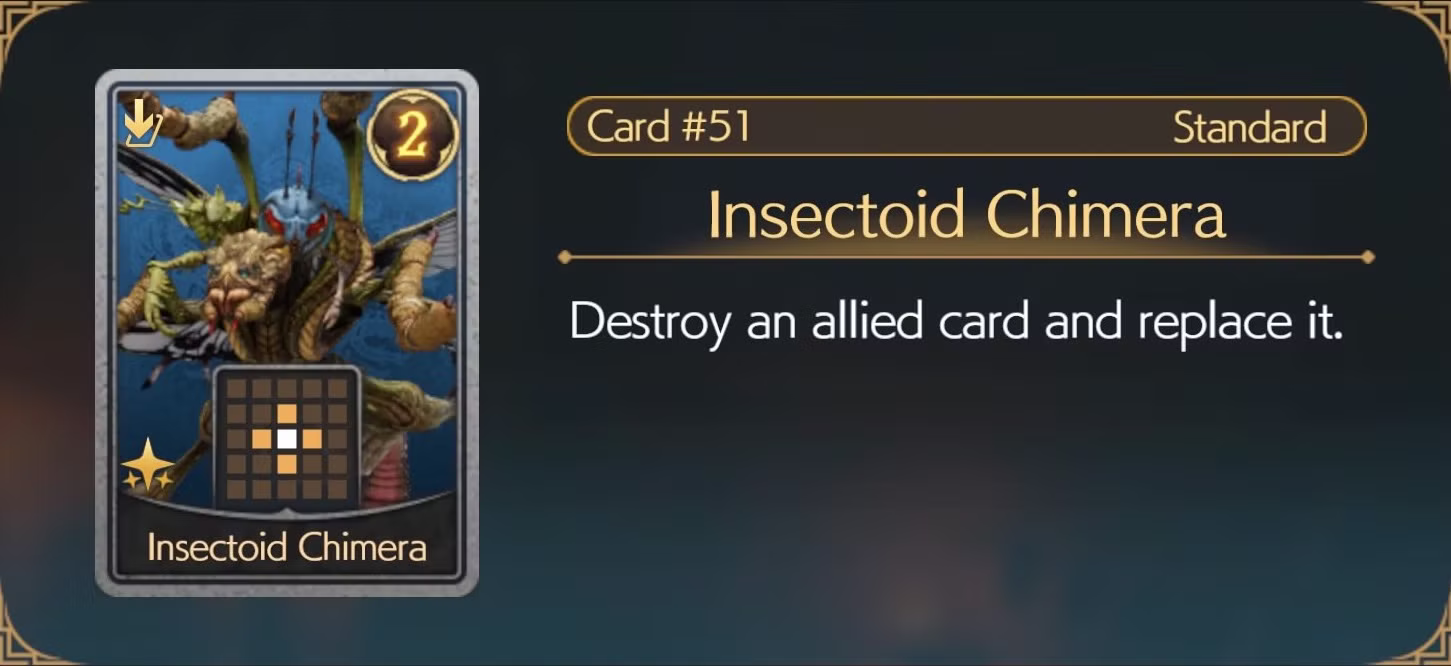 2
Insectoid Chimera
Card #51 Standard
Insectoid Chimera
Destroy an allied card and replace it.